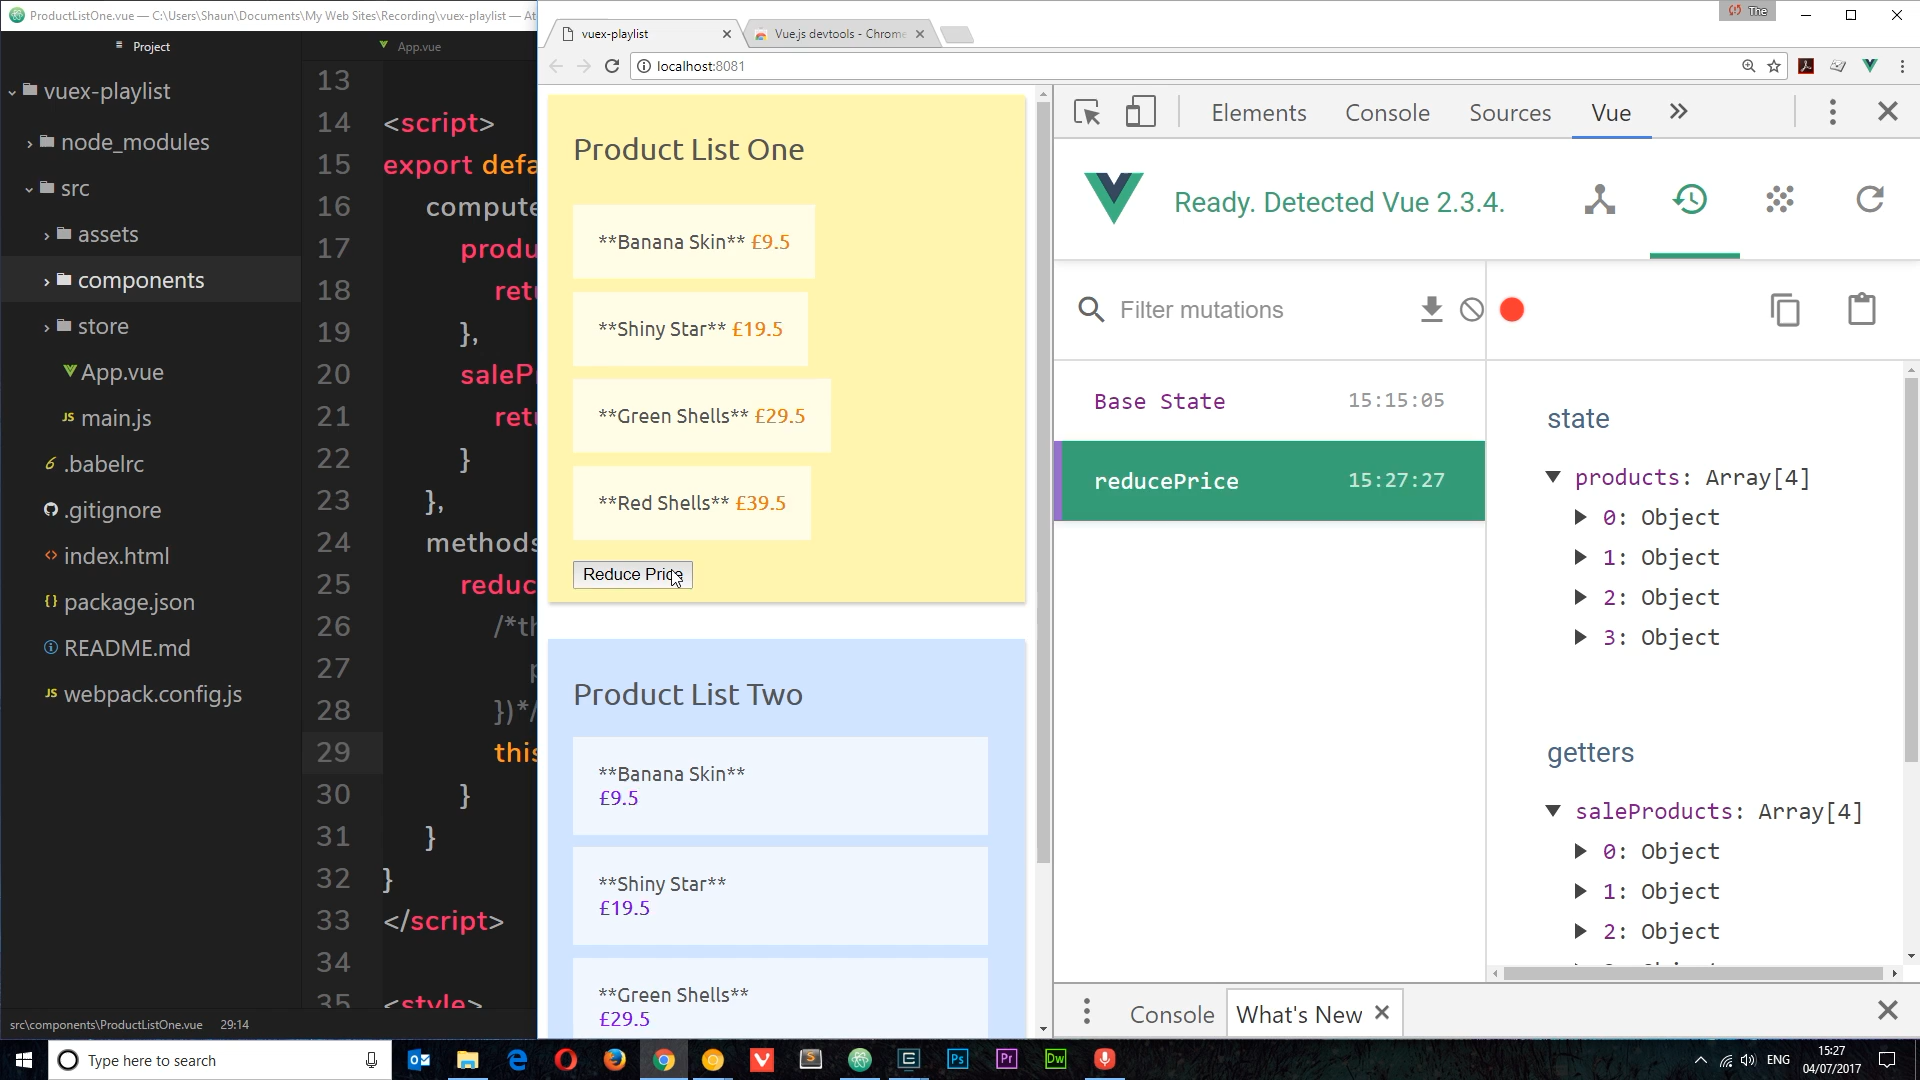 ProductListOne.vue — C:\Users\Shaun\Documents\My Web Sites\Recording\vuex-playlist — At
The
Project
App.vue
vuex-playlist
Vue.js devtools - Chrome
localhost:8081
vuex-playlist
node_modules
src
assets
components
store
App.vue
JS main.js
.babelrc
.gitignore
<> index.html
{} package.json
README.md
JS webpack.config.js
13
14 <script>
15 export defa
16 compute
17 produ
18 retu
19 },
20 saleP
21 retu
22 }
23 },
24 methods
25 reduc
26 /*th
27 p
28 })*/
29 this
30 }
31 }
32 }
33 </script>
34
35 <style>
src\components\ProductListOne.vue 29:14
Product List One
**Banana Skin** £9.5
**Shiny Star** £19.5
**Green Shells** £29.5
**Red Shells** £39.5
Reduce Price
Product List Two
**Banana Skin**
£9.5
**Shiny Star**
£19.5
**Green Shells**
£29.5
Elements Console Sources Vue
Ready. Detected Vue 2.3.4.
Filter mutations
Base State 15:15:05
reducePrice 15:27:27
state
products: Array[4]
0: Object
1: Object
2: Object
3: Object
getters
saleProducts: Array[4]
0: Object
1: Object
2: Object
Console What's New
Type here to search
Ps
Pr
Dw
ENG
15:27
04/07/2017